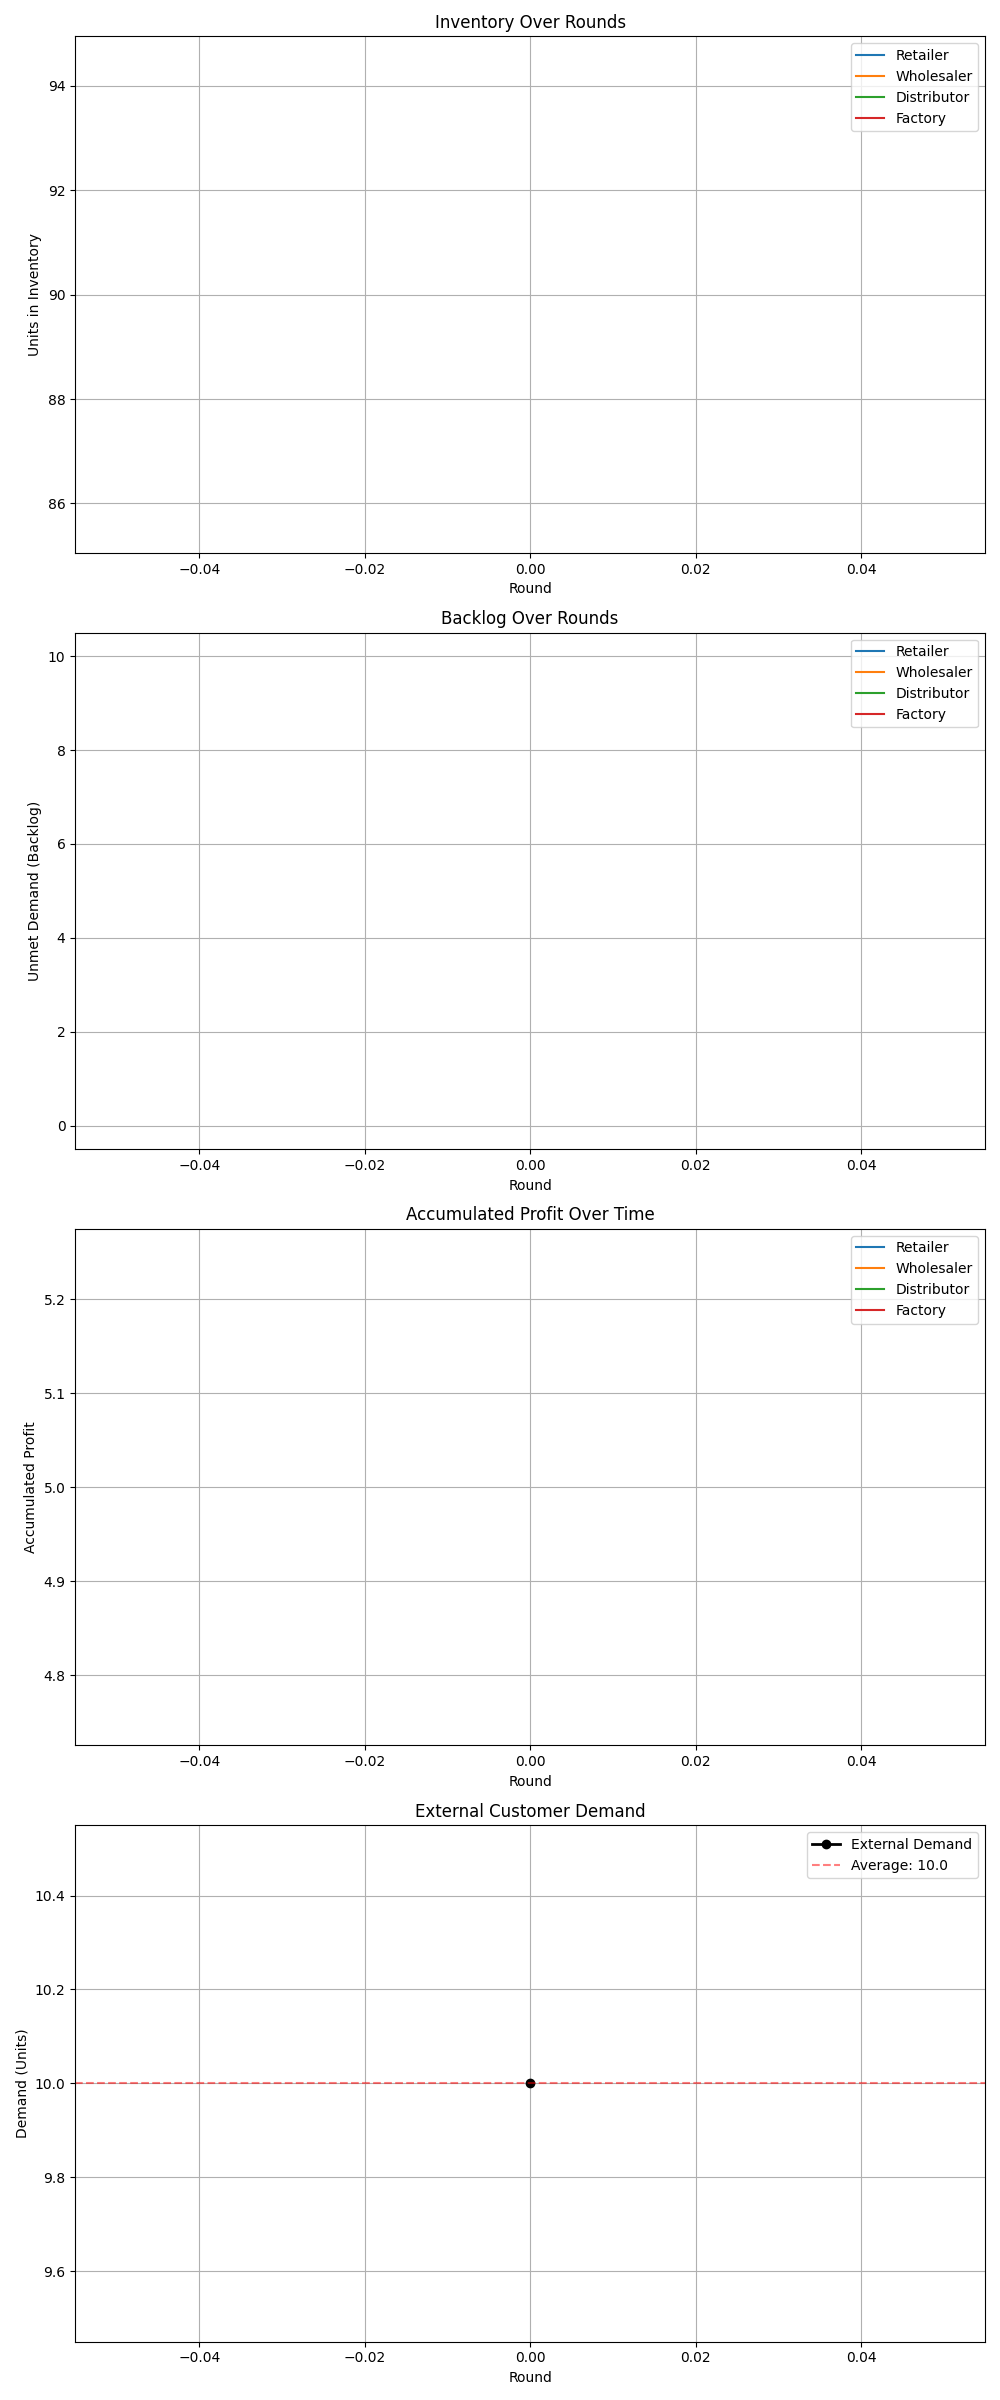 Inventory Over Rounds
Retailer
Wholesaler
Distributor
Factory
94
92
90
88
86
Units in Inventory
−0.04 −0.02 0.00 0.02 0.04
Round
Backlog Over Rounds
Retailer
Wholesaler
Distributor
Factory
10
8
6
4
2
0
Unmet Demand (Backlog)
−0.04 −0.02 0.00 0.02 0.04
Round
Accumulated Profit Over Time
Retailer
Wholesaler
Distributor
Factory
5.2
5.1
5.0
4.9
4.8
Accumulated Profit
−0.04 −0.02 0.00 0.02 0.04
Round
External Customer Demand
External Demand
Average: 10.0
10.4
10.2
10.0
9.8
9.6
Demand (Units)
−0.04 −0.02 0.00 0.02 0.04
Round